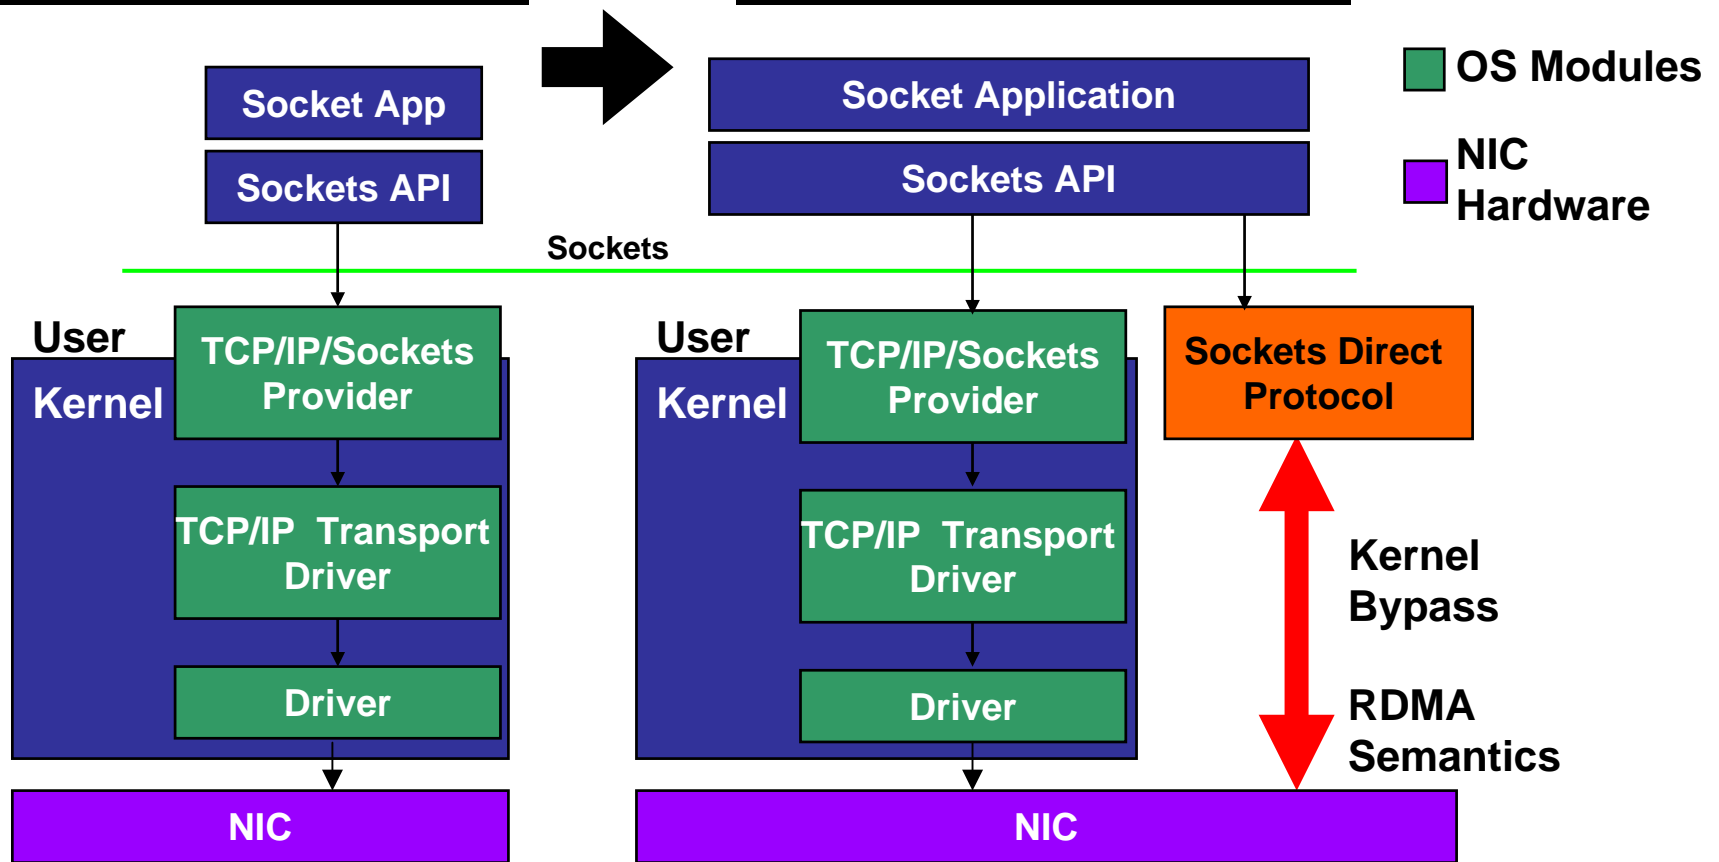 Socket App
Sockets API
Socket Application
Sockets API
OS Modules
NIC
Hardware
Sockets
User
Kernel
TCP/IP/Sockets
Provider
TCP/IP Transport
Driver
Driver
NIC
User
Kernel
TCP/IP/Sockets
Provider
TCP/IP Transport
Driver
Driver
NIC
Sockets Direct
Protocol
Kernel
Bypass
RDMA
Semantics